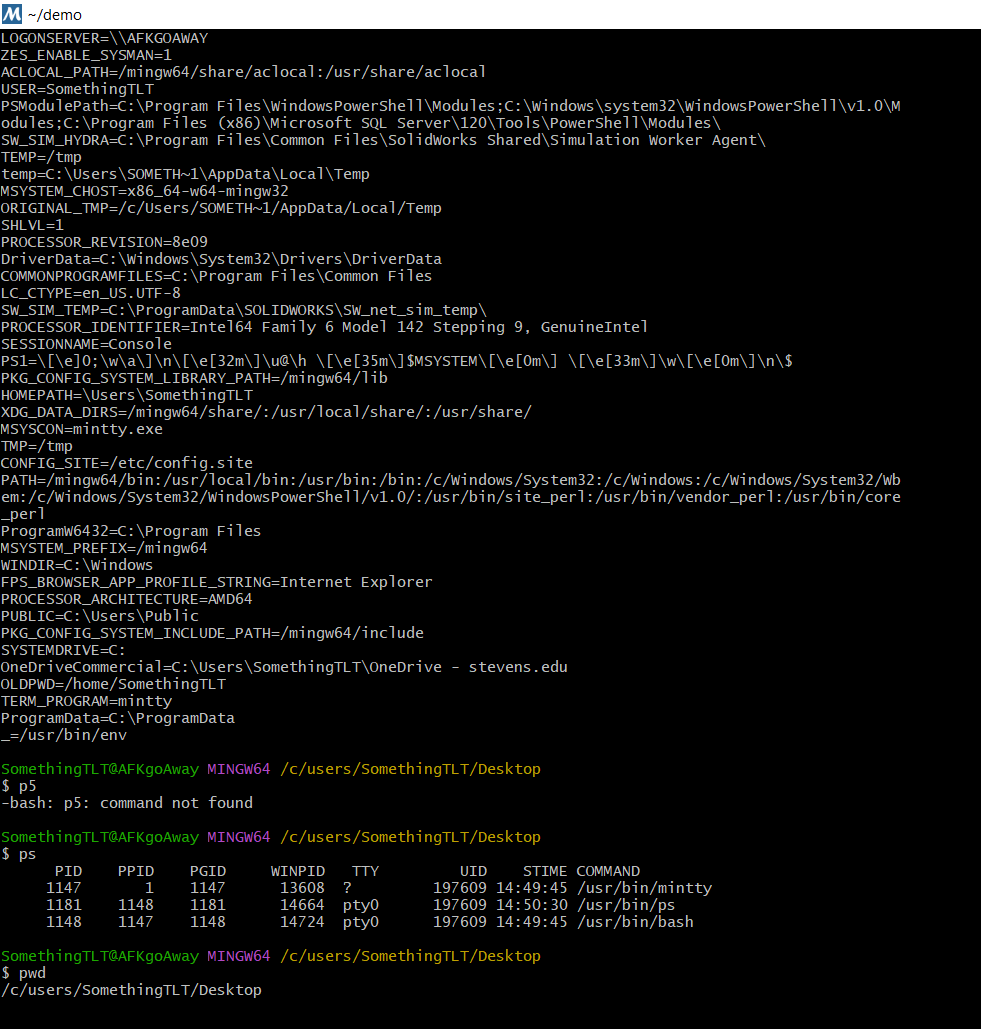 ~/demo
LOGONSERVER=\\AFKGOAWAY
ZES_ENABLE_SYSMAN=1
ACLOCAL_PATH=/mingw64/share/aclocal:/usr/share/aclocal
USER=SomethingTLT
PSModulePath=C:\Program Files\WindowsPowerShell\Modules;C:\Windows\system32\WindowsPowerShell\v1.0\M
odules;C:\Program Files (x86)\Microsoft SQL Server\120\Tools\PowerShell\Modules\
SW_SIM_HYDRA=C:\Program Files\Common Files\SolidWorks Shared\Simulation Worker Agent\
TEMP=/tmp
temp=C:\Users\SOMETH~1\AppData\Local\Temp
MSYSTEM_CHOST=x86_64-w64-mingw32
ORIGINAL_TMP=/c/Users/SOMETH~1/AppData/Local/Temp
SHLVL=1
PROCESSOR_REVISION=8e09
DriverData=C:\Windows\System32\Drivers\DriverData
COMMONPROGRAMFILES=C:\Program Files\Common Files
LC_CTYPE=en_US.UTF-8
SW_SIM_TEMP=C:\ProgramData\SOLIDWORKS\SW_net_sim_temp\
PROCESSOR_IDENTIFIER=Intel64 Family 6 Model 142 Stepping 9, GenuineIntel
SESSIONNAME=Console
PS1=\[\e]0;\w\a\]\n\[\e[32m\]\u@\h \[\e[35m\]$MSYSTEM\[\e[0m\] \[\e[33m\]\w\[\e[0m\]\n\$
PKG_CONFIG_SYSTEM_LIBRARY_PATH=/mingw64/lib
HOMEPATH=\Users\SomethingTLT
XDG_DATA_DIRS=/mingw64/share/:/usr/local/share/:/usr/share/
MSYSCON=mintty.exe
TMP=/tmp
CONFIG_SITE=/etc/config.site
PATH=/mingw64/bin:/usr/local/bin:/usr/bin:/bin:/c/Windows/System32:/c/Windows:/c/Windows/System32/Wb
em:/c/Windows/System32/WindowsPowerShell/v1.0/:/usr/bin/site_perl:/usr/bin/vendor_perl:/usr/bin/core
_perl
ProgramW6432=C:\Program Files
MSYSTEM_PREFIX=/mingw64
WINDIR=C:\Windows
FPS_BROWSER_APP_PROFILE_STRING=Internet Explorer
PROCESSOR_ARCHITECTURE=AMD64
PUBLIC=C:\Users\Public
PKG_CONFIG_SYSTEM_INCLUDE_PATH=/mingw64/include
SYSTEMDRIVE=C:
OneDriveCommercial=C:\Users\SomethingTLT\OneDrive - stevens.edu
OLDPWD=/home/SomethingTLT
TERM_PROGRAM=mintty
ProgramData=C:\ProgramData
_=/usr/bin/env
SomethingTLT@AFKgoAway MINGW64 /c/users/SomethingTLT/Desktop
$ p5
-bash: p5: command not found
SomethingTLT@AFKgoAway MINGW64 /c/users/SomethingTLT/Desktop
$ ps
PID PPID PGID WINPID TTY UID STIME COMMAND
1147 1 1147 13608 ? 197609 14:49:45 /usr/bin/mintty
1181 1148 1181 14664 pty0 197609 14:50:30 /usr/bin/ps
1148 1147 1148 14724 pty0 197609 14:49:45 /usr/bin/bash
SomethingTLT@AFKgoAway MINGW64 /c/users/SomethingTLT/Desktop
$ pwd
/c/users/SomethingTLT/Desktop